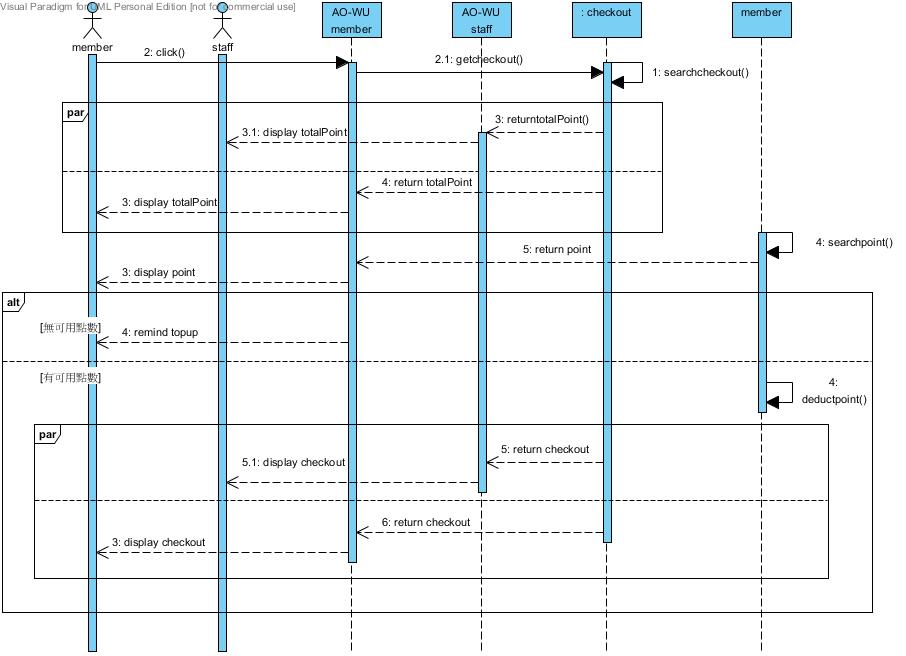 Visual Paradigm for UML Personal Edition [not for commercial use]
member
staff
AO-WU
member
AO-WU
staff
: checkout
member
2: click()
2.1: getcheckout()
1: searchcheckout()
par
3: returntotalPoint()
3.1: display totalPoint
4: return totalPoint
3: display totalPoint
4: searchpoint()
5: return point
3: display point
alt
[無可用點數]
4: remind topup
[有可用點數]
4:
deductpoint()
par
5: return checkout
5.1: display checkout
6: return checkout
3: display checkout